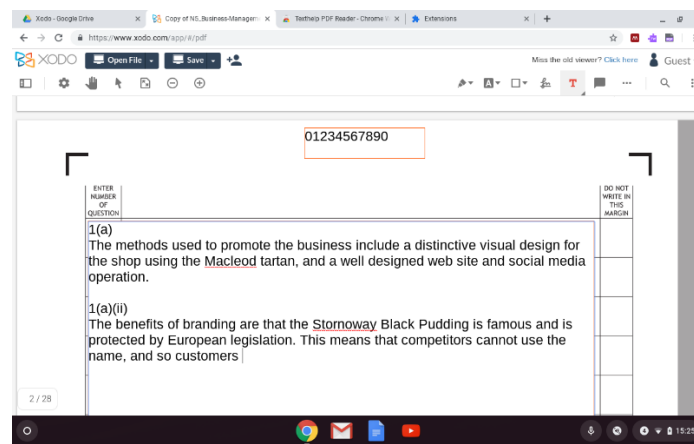 Xodo - Google Drive
Copy of N5_Business-Managem
Texthelp PDF Reader - Chrome
Extensions
https://www.xodo.com/app/#/pdf
XODO
Open File
Save
Miss the old viewer? Click here
Guest
T
01234567890
ENTER
NUMBER
OF
QUESTION
DO NOT
WRITE IN
THIS
MARGIN
1(a)
The methods used to promote the business include a distinctive visual design for
the shop using the Macleod tartan, and a well designed web site and social media
operation.
1(a)(ii)
The benefits of branding are that the Stornoway Black Pudding is famous and is
protected by European legislation. This means that competitors cannot use the
name, and so customers
2 / 28
15:25